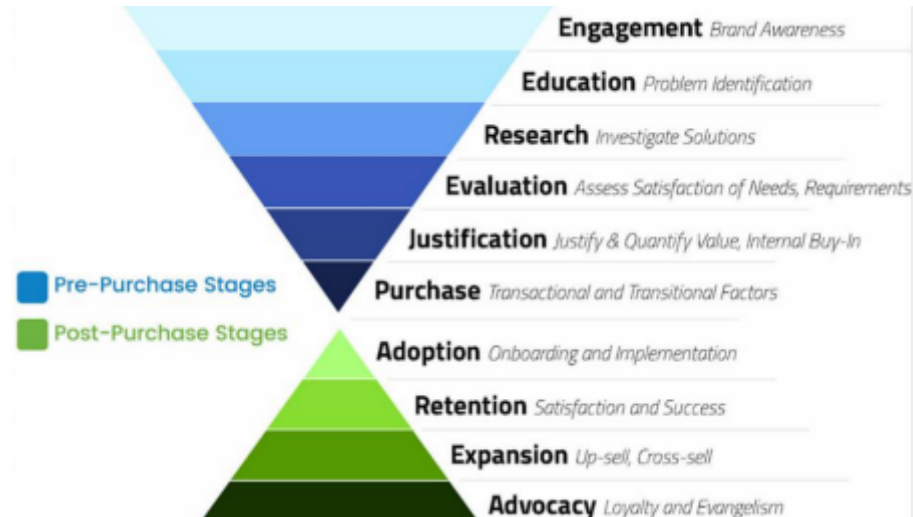 Engagement Brand Awareness
Education Problem Identification
Research Investigate Solutions
Evaluation Assess Satisfaction of Needs, Requirements
Justification Justify & Quantify Value, Internal Buy-In
Pre-Purchase Stages
Purchase Transactional and Transitional Factors
Post-Purchase Stages
Adoption Onboarding and Implementation
Retention Satisfaction and Success
Expansion Up-sell, Cross-sell
Advocacy Loyalty and Evangelism